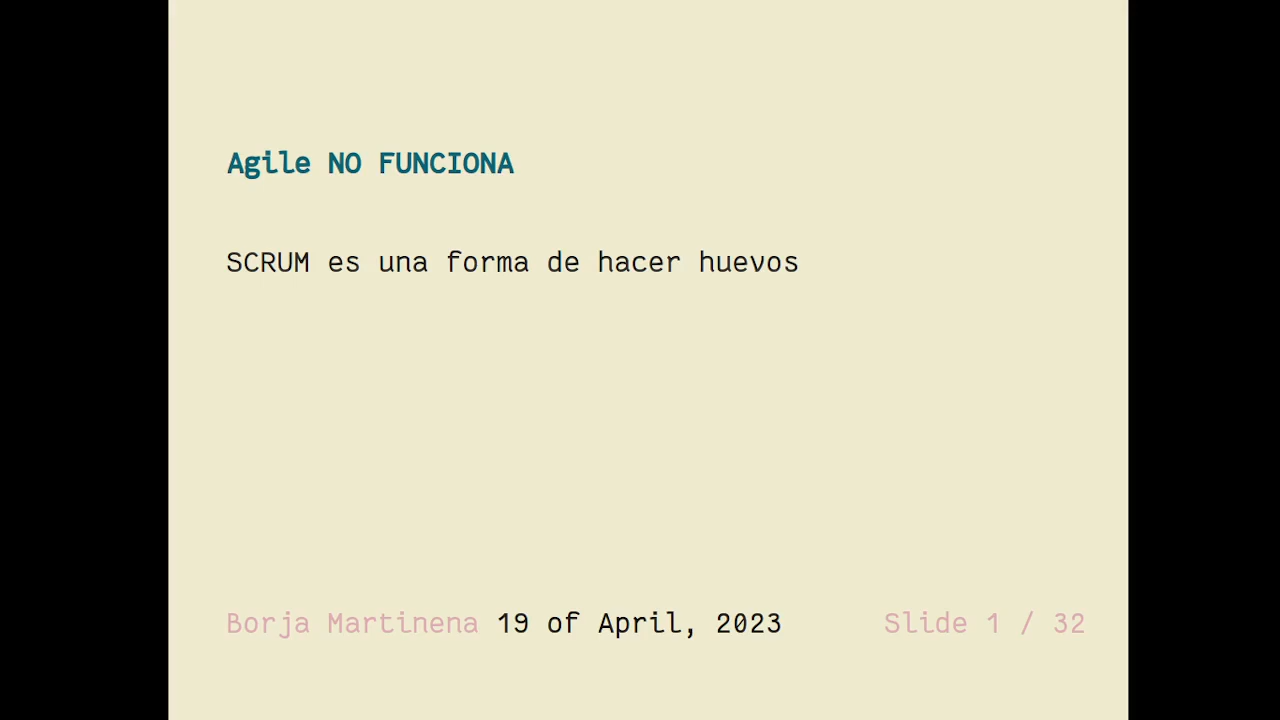 Agile NO FUNCIONA
SCRUM es una forma de hacer huevos
Borja Martinena 19 of April, 2023 Slide 1 / 32